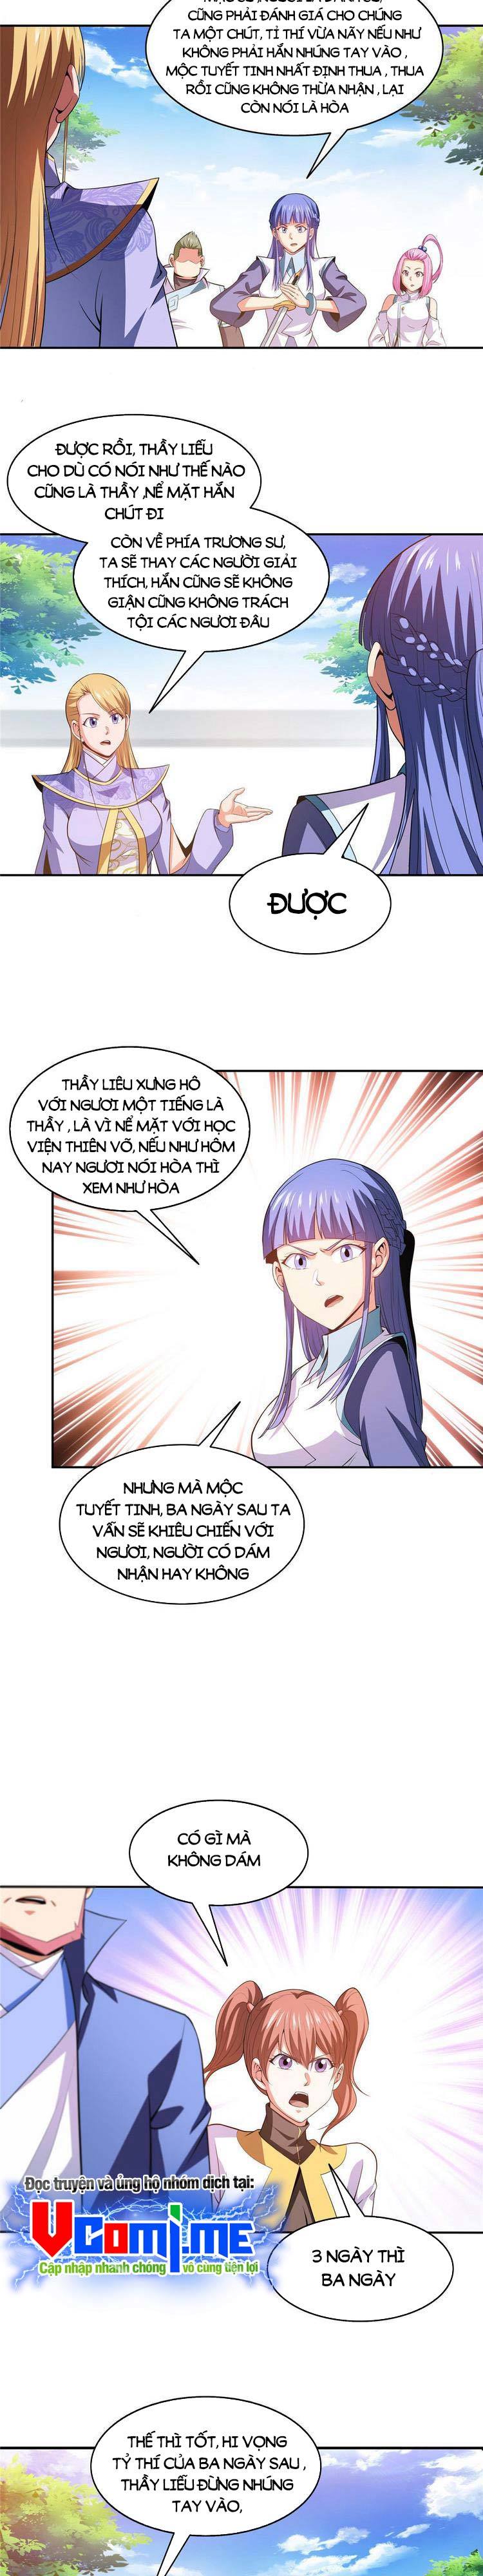 CŨNG PHẢI ĐÁNH GIÁ CHO CHÚNG
TA MỘT CHÚT, TỈ THÍ VỪA NÃY NẾU NHƯ
KHÔNG PHẢI HẮN NHÚNG TAY VÀO ,
MỘC TUYẾT TINH NHẤT ĐỊNH THUA , THUA
RỒI CŨNG KHÔNG THỪA NHẬN , LẠI
CÒN NÓI LÀ HÒA
ĐƯỢC RỒI, THẦY LIỄU
CHO DÙ CÓ NÓI NHƯ THẾ NÀO
CŨNG LÀ THẦY ,NỂ MẶT HẮN
CHÚT ĐI
CÒN VỀ PHÍA TRƯƠNG SƯ,
TA SẼ THAY CÁC NGƯỜI GIẢI
THÍCH, HẮN CŨNG SẼ KHÔNG
GIẬN CŨNG KHÔNG TRÁCH
TỘI CÁC NGƯƠI ĐÂU
ĐƯỢC
THẦY LIÊU XƯNG HÔ
VỚI NGƯƠI MỘT TIẾNG LÀ
THẦY , LÀ VÌ NỂ MẶT VỚI HỌC
VIỆN THIÊN VÕ, NẾU NHƯ HÔM
NAY NGƯƠI NÓI HÒA THÌ
XEM NHƯ HÒA
NHƯNG MÀ MỘC
TUYẾT TINH, BA NGÀY SAU TA
VẪN SẼ KHIÊU CHIẾN VỚI
NGƯƠI, NGƯỜI CÓ DÁM
NHẬN HAY KHÔNG
CÓ GÌ MÀ
KHÔNG DÁM
Đọc truyện và ủng hộ nhóm dịch tại:
Vcomi.me
Cập nhập nhanh chóng vô cùng tiện lợi
3 NGÀY THÌ
BA NGÀY
THẾ THÌ TỐT, HI VỌNG
TỶ THÍ CỦA BA NGÀY SAU ,
THẦY LIỄU ĐỪNG NHÚNG
TAY VÀO,